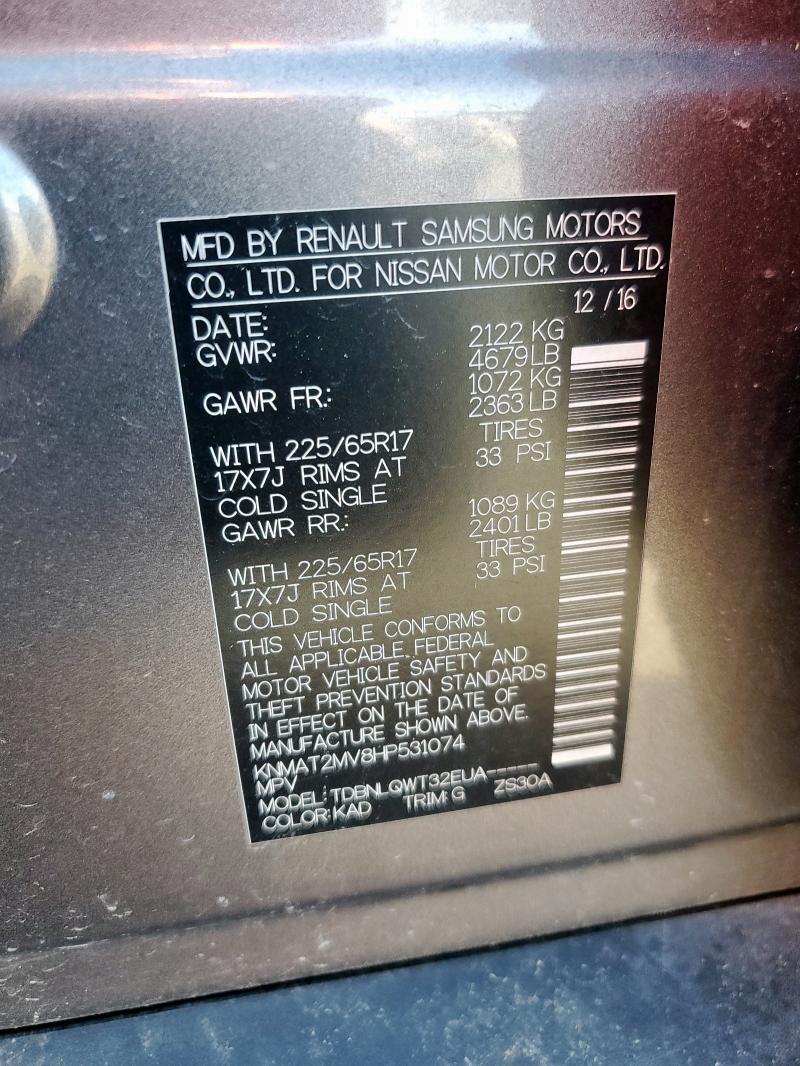 MFD BY RENAULT SAMSUNG MOTORS
CO., LTD. FOR NISSAN MOTOR CO., LTD.
DATE: 12 / 16
GVWR: 2122 KG
4679 LB
GAWR FR.: 1072 KG
2363 LB
WITH 225/65R17 TIRES
17X7J RIMS AT 33 PSI
COLD SINGLE
GAWR RR.: 1089 KG
2401 LB
WITH 225/65R17 TIRES
17X7J RIMS AT 33 PSI
COLD SINGLE
THIS VEHICLE CONFORMS TO
ALL APPLICABLE FEDERAL
MOTOR VEHICLE SAFETY AND
THEFT PREVENTION STANDARDS
IN EFFECT ON THE DATE OF
MANUFACTURE SHOWN ABOVE.
KNMAT2MV8HP531074
MPV
MODEL: TDBNLQWT32EUA-----
COLOR: KAD TRIM: G ZS30A